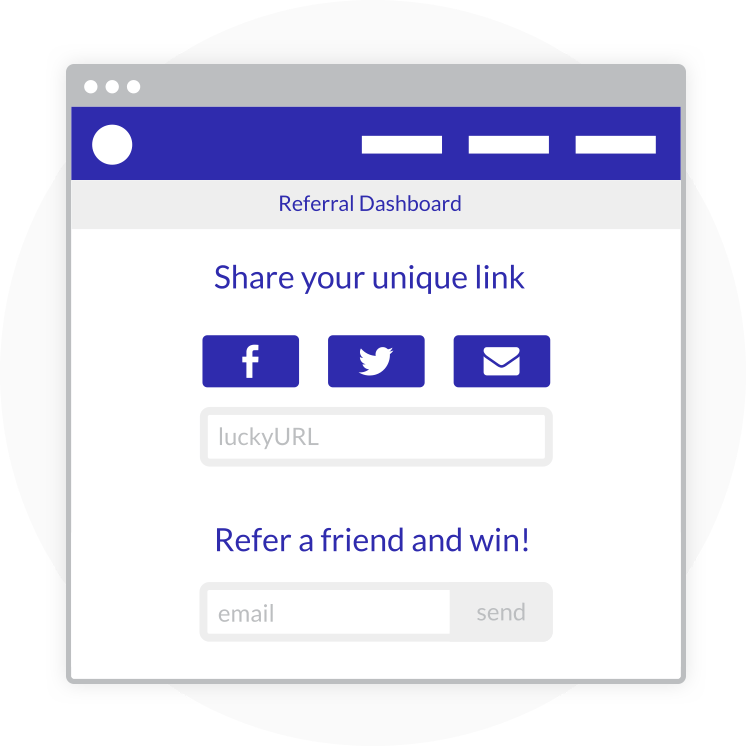 Referral Dashboard
Share your unique link
luckyURL
Refer a friend and win!
email send